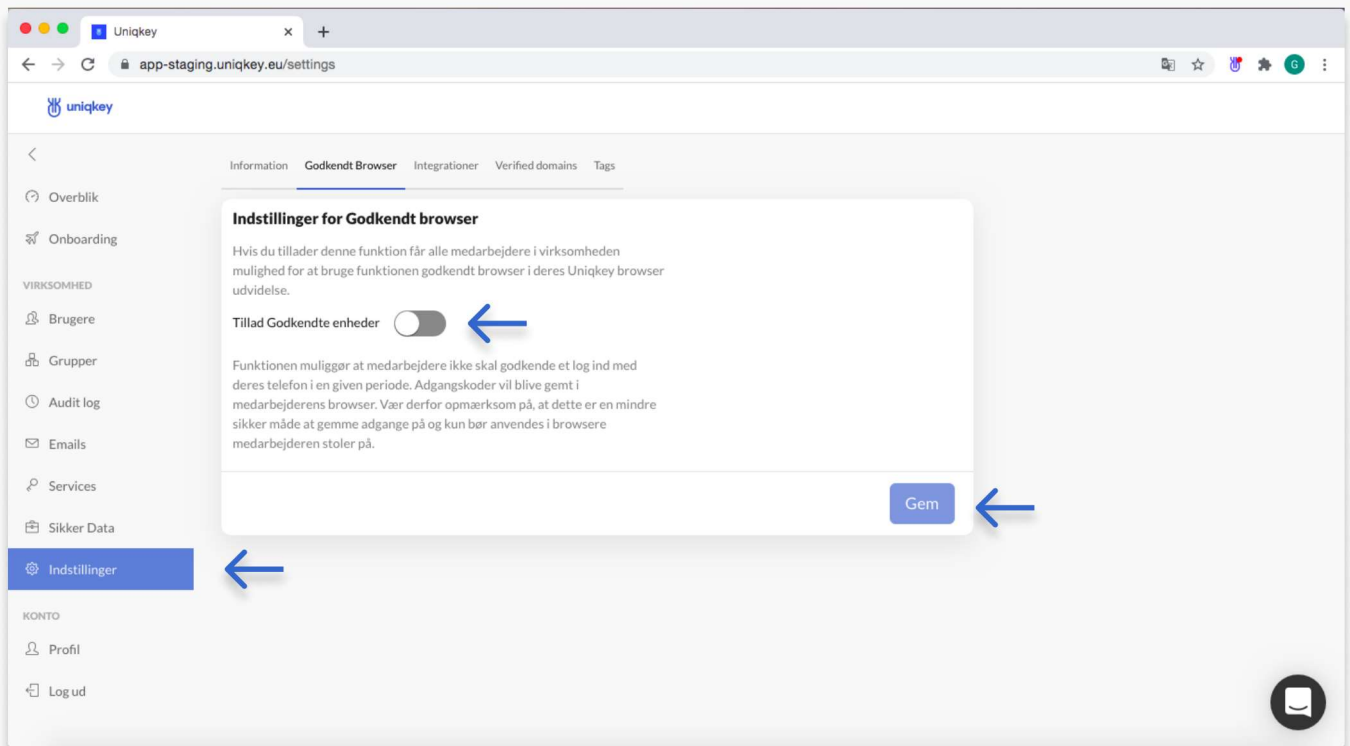 Uniqkey
app-staging.uniqkey.eu/settings
G
uniqkey
Information Godkendt Browser Integrationer Verified domains Tags
Overblik
Onboarding
VIRKSOMHED
Brugere
Grupper
Audit log
Emails
Services
Sikker Data
Indstillinger
KONTO
Profil
Log ud
Indstillinger for Godkendt browser
Hvis du tillader denne funktion får alle medarbejdere i virksomheden
mulighed for at bruge funktionen godkendt browser i deres Uniqkey browser
udvidelse.
Tillad Godkendte enheder
Funktionen muliggør at medarbejdere ikke skal godkende et log ind med
deres telefon i en given periode. Adgangskoder vil blive gemt i
medarbejderens browser. Vær derfor opmærksom på, at dette er en mindre
sikker måde at gemme adgange på og kun bør anvendes i browsere
medarbejderen stoler på.
Gem